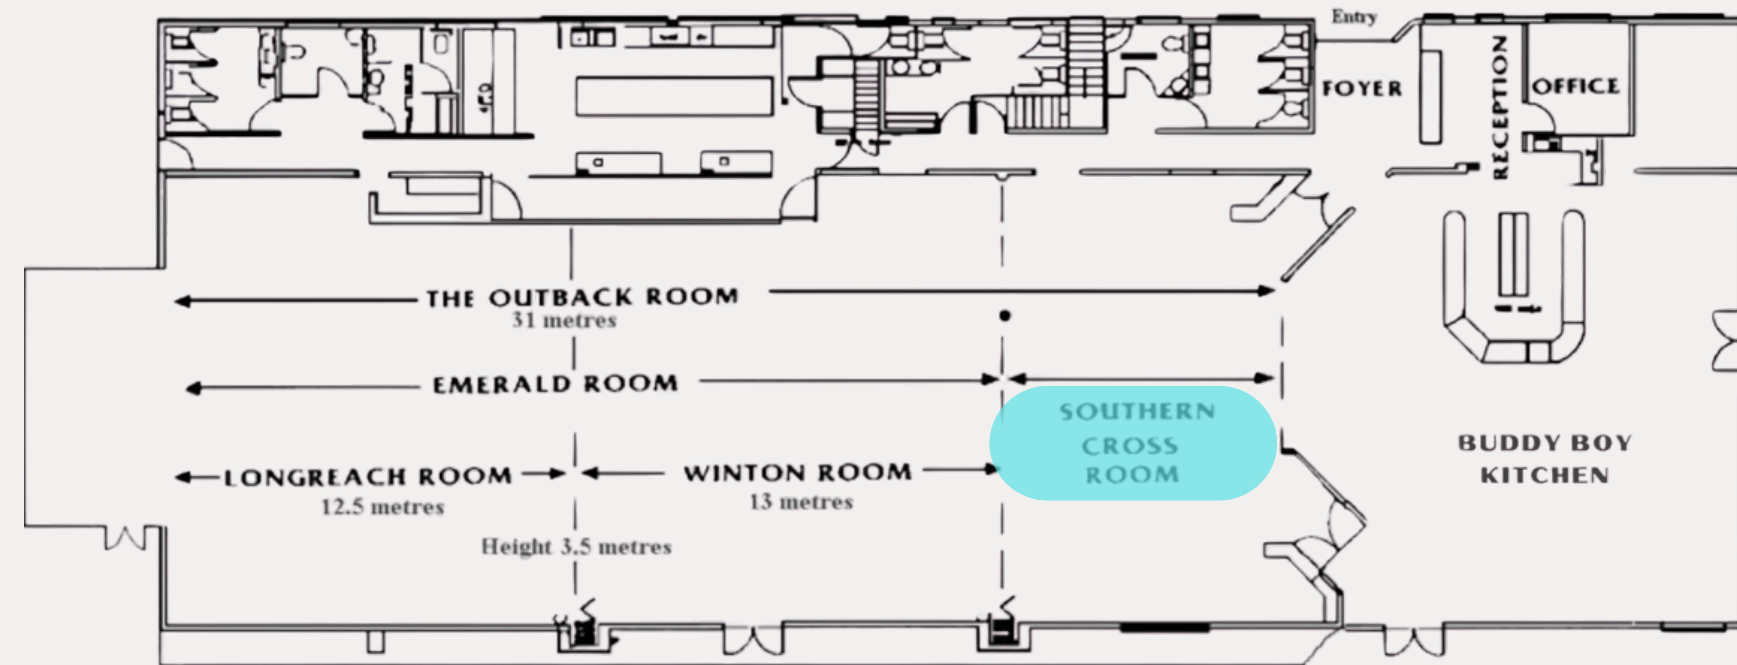 Entry
FOYER
RECEPTION
OFFICE
THE OUTBACK ROOM
31 metres
EMERALD ROOM
SOUTHERN
CROSS
ROOM
LONGREACH ROOM
12.5 metres
WINTON ROOM
13 metres
Height 3.5 metres
BUDDY BOY
KITCHEN